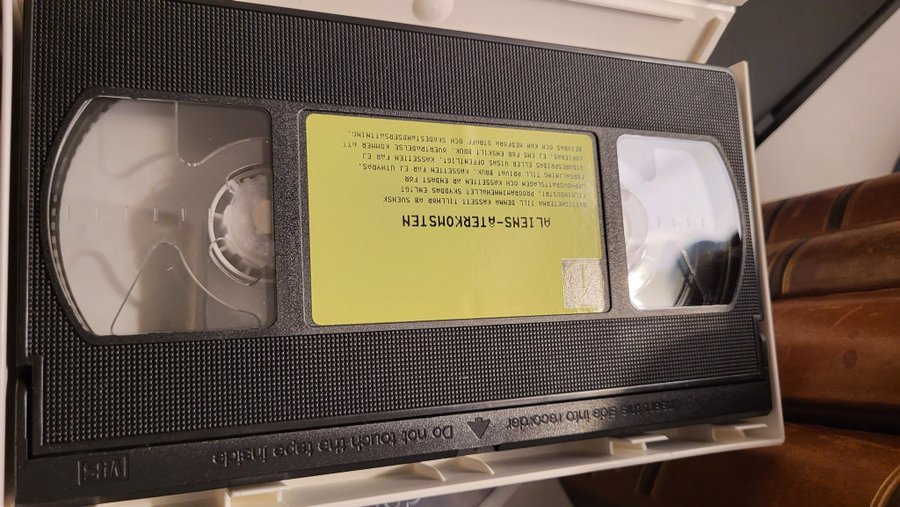 Insert this side into recorder
Do not touch the tape inside
VHS
ALIENS-ÅTERKOMSTEN
RÄTTIGHETERNA TILL DENNA KASSETT TILLHÖR AB SVENSK
FILMINDUSTRI. PROGRAMINNEHÅLLET SKYDDAS ENLIGT
UPPHOVSRÄTTSLAGEN OCH KASSETTEN ÄR ENDAST FÖR
FÖRSÄLJNING TILL PRIVAT BRUK. KASSETTEN FÅR EJ UTHYRAS,
VIDARESPRIDAS ELLER VISAS OFFENTLIGT. KASSETTEN FÅR EJ
KOPIERAS, EJ ENS FÖR ENSKILT BRUK. ÖVERTRÄDELSE KOMMER ATT
BEIVRAS OCH KAN MEDFÖRA STRAFF OCH SKADESTÅNDSERSÄTTNING.